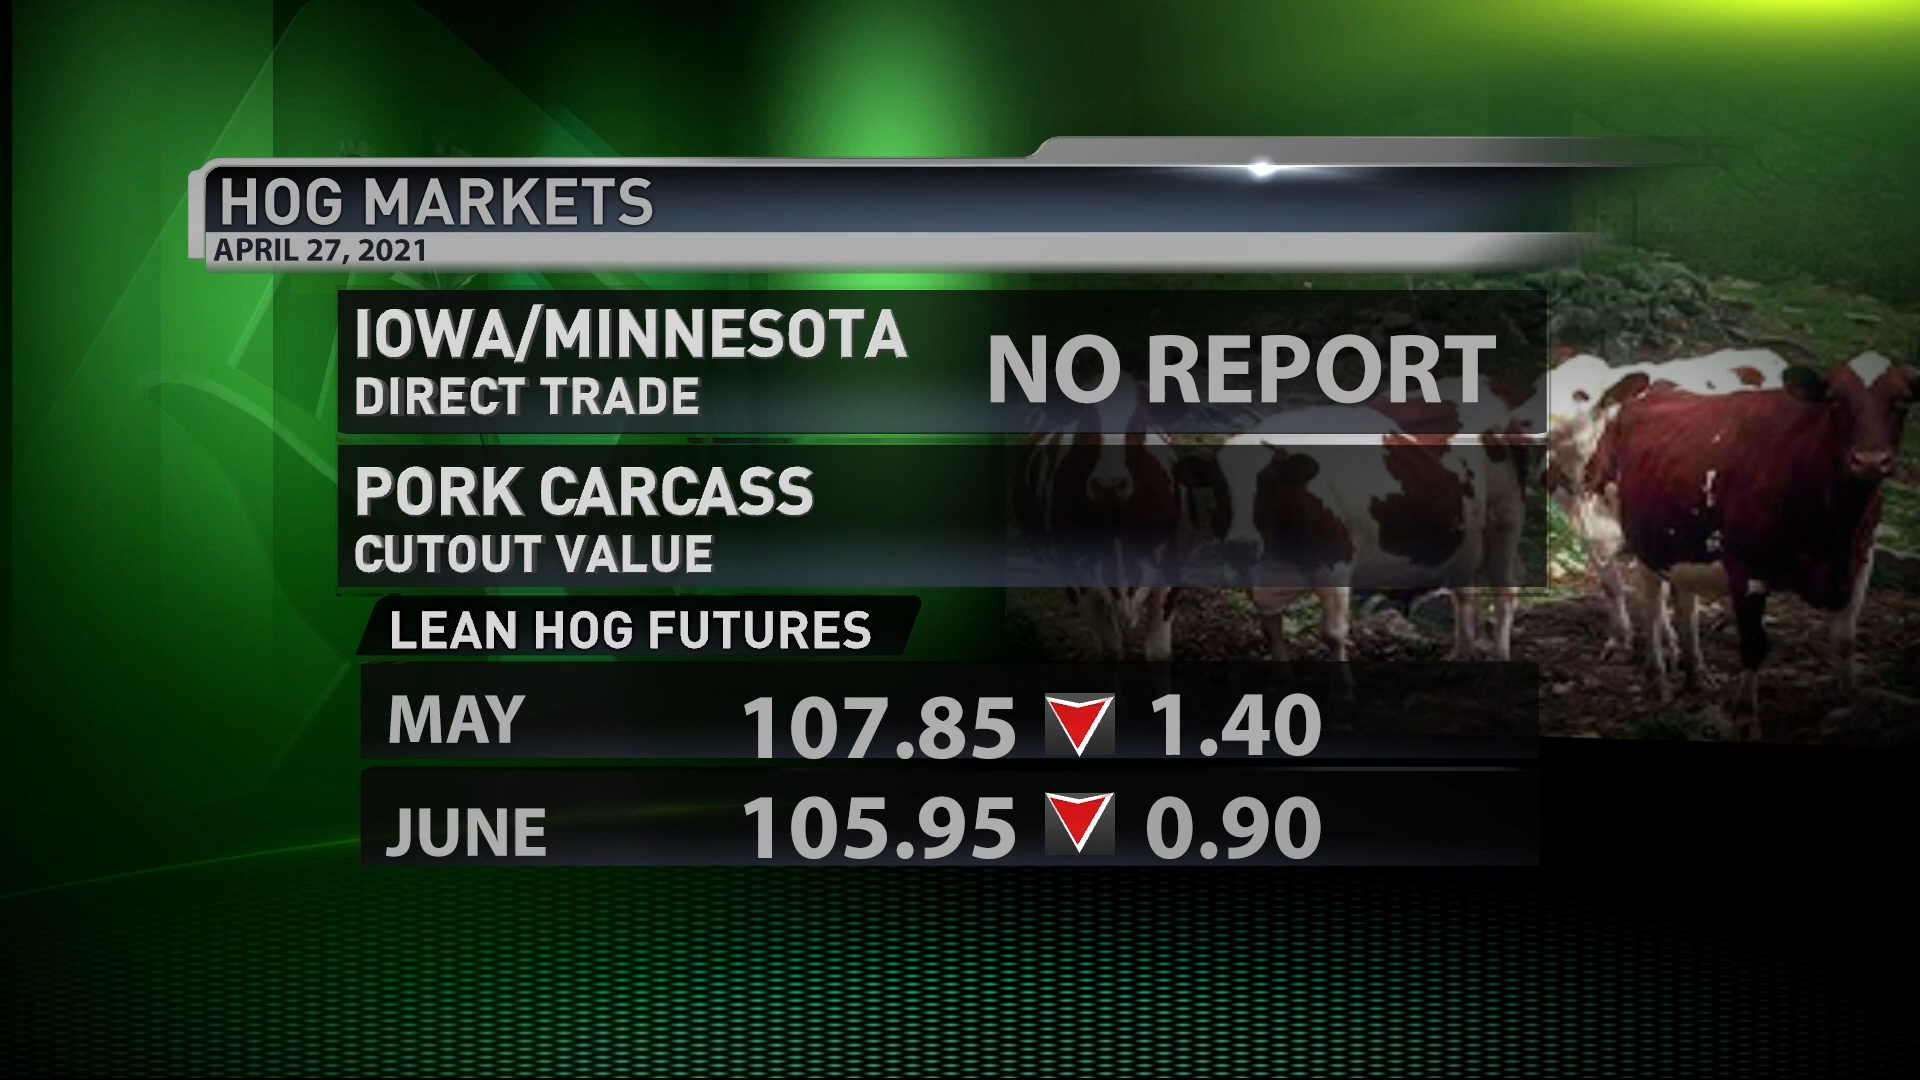 HOG MARKETS
APRIL 27, 2021
IOWA/MINNESOTA
DIRECT TRADE
NO REPORT
PORK CARCASS
CUTOUT VALUE
LEAN HOG FUTURES
MAY 107.85 1.40
JUNE 105.95 0.90